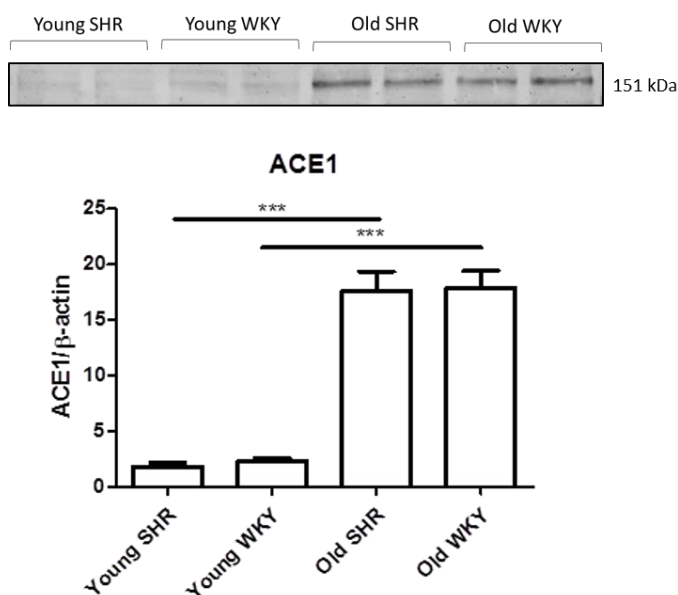 Young SHR Young WKY Old SHR Old WKY
151 kDa
ACE1
***
***
25
20
15
10
5
0
ACE1/β-actin
Young SHR
Young WKY
Old SHR
Old WKY